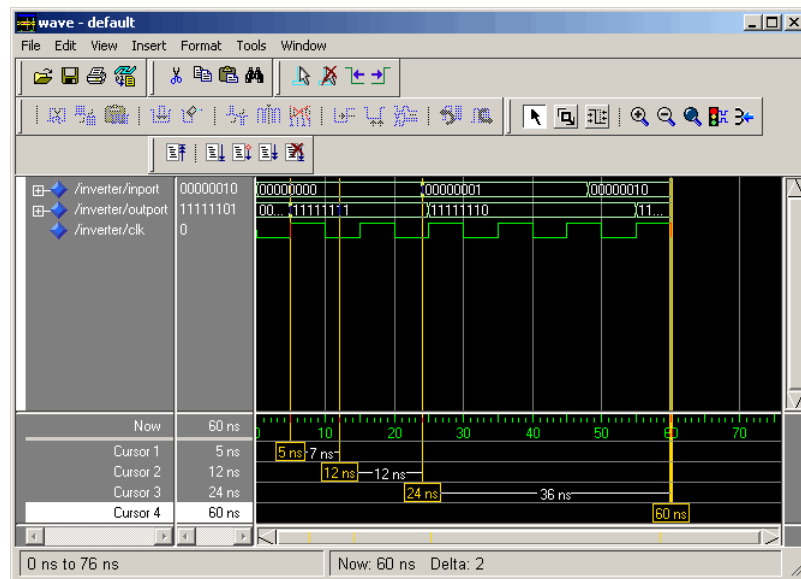 wave - default
File Edit View Insert Format Tools Window
/inverter/inport 00000010 00000000 00000001 00000010
/inverter/outport 11111101 00... 11111111 11111110 11...
/inverter/clk 0
Now 60 ns 10 20 30 40 50 60 70
Cursor 1 5 ns 5 ns 7 ns
Cursor 2 12 ns 12 ns 12 ns
Cursor 3 24 ns 24 ns 36 ns
Cursor 4 60 ns 60 ns
0 ns to 76 ns Now: 60 ns Delta: 2